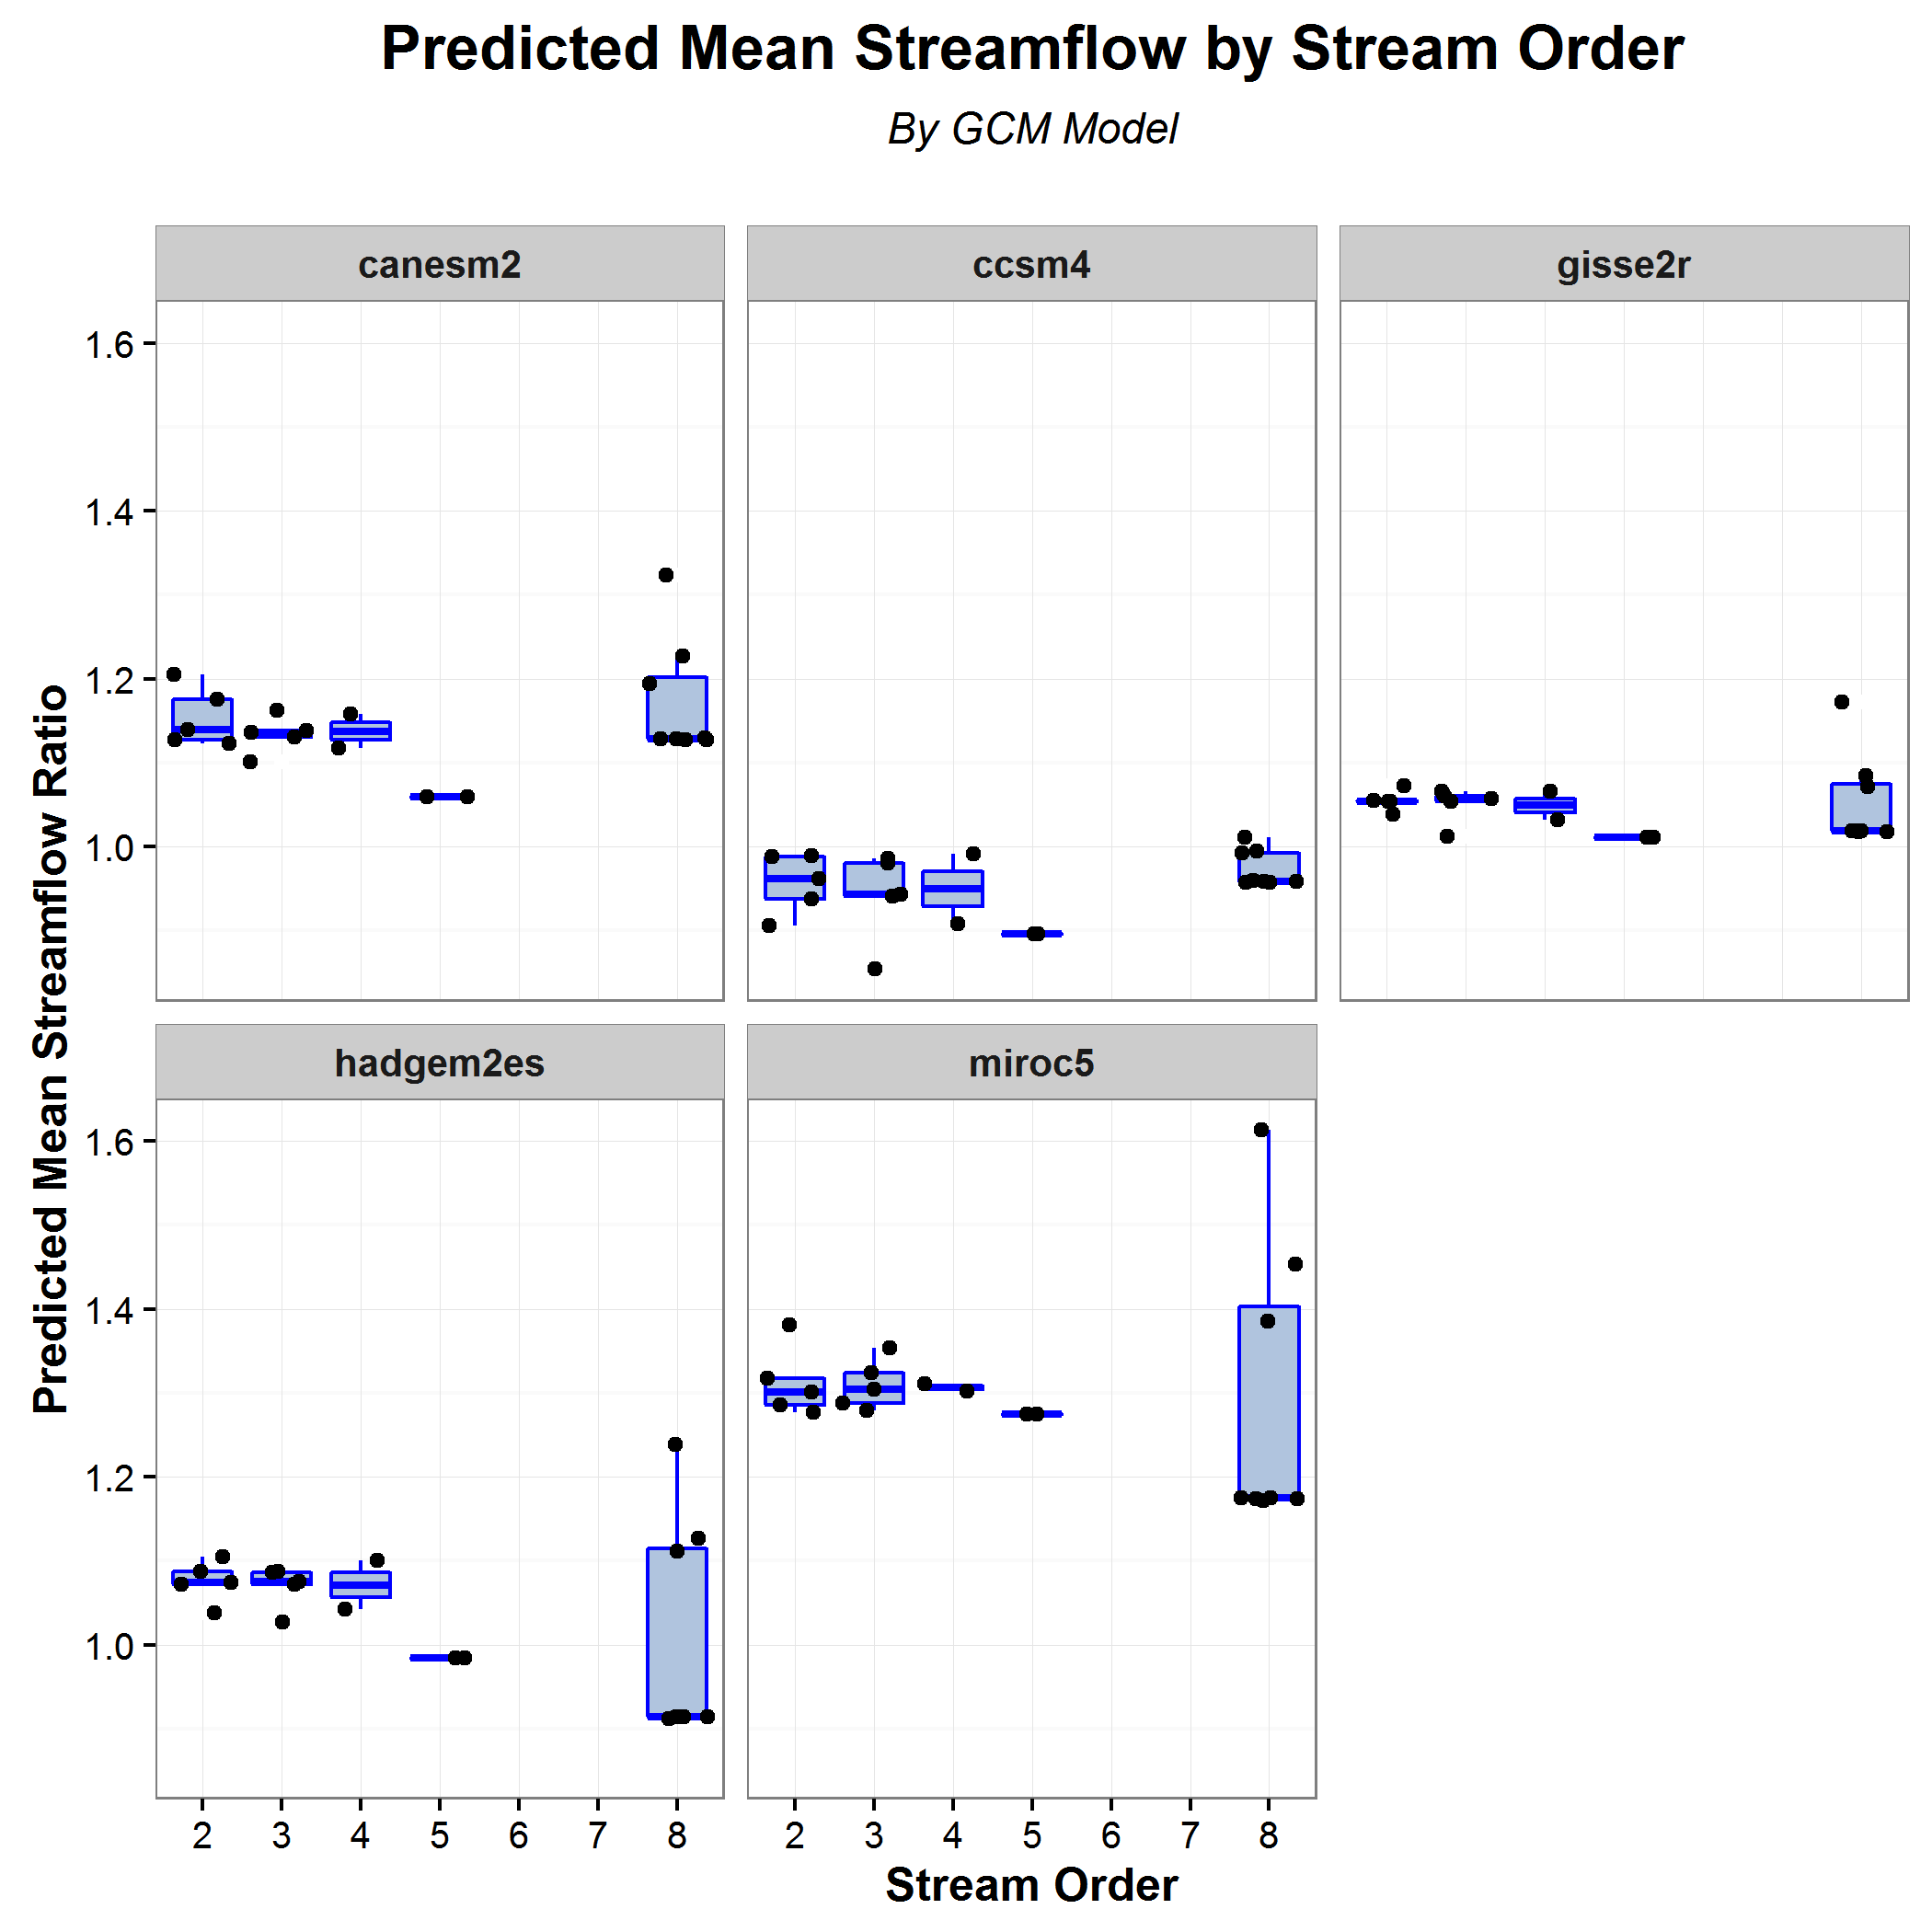 Predicted Mean Streamflow by Stream Order
By GCM Model
canesm2
ccsm4
gisse2r
1.6
1.4
1.2
1.0
Predicted Mean Streamflow Ratio
hadgem2es
miroc5
1.6
1.4
1.2
1.0
2 3 4 5 6 7 8
2 3 4 5 6 7 8
Stream Order